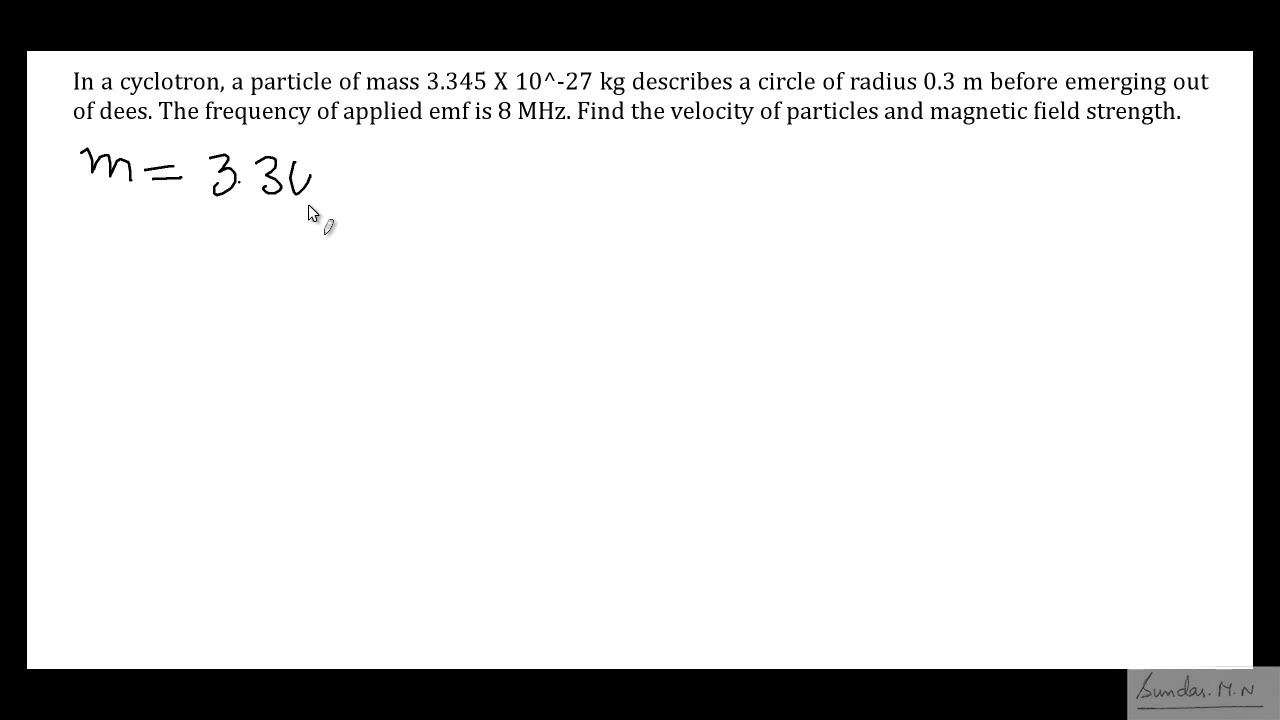 In a cyclotron, a particle of mass 3.345 X 10^-27 kg describes a circle of radius 0.3 m before emerging out
of dees. The frequency of applied emf is 8 MHz. Find the velocity of particles and magnetic field strength.
m = 3.3
Sundar. M. N